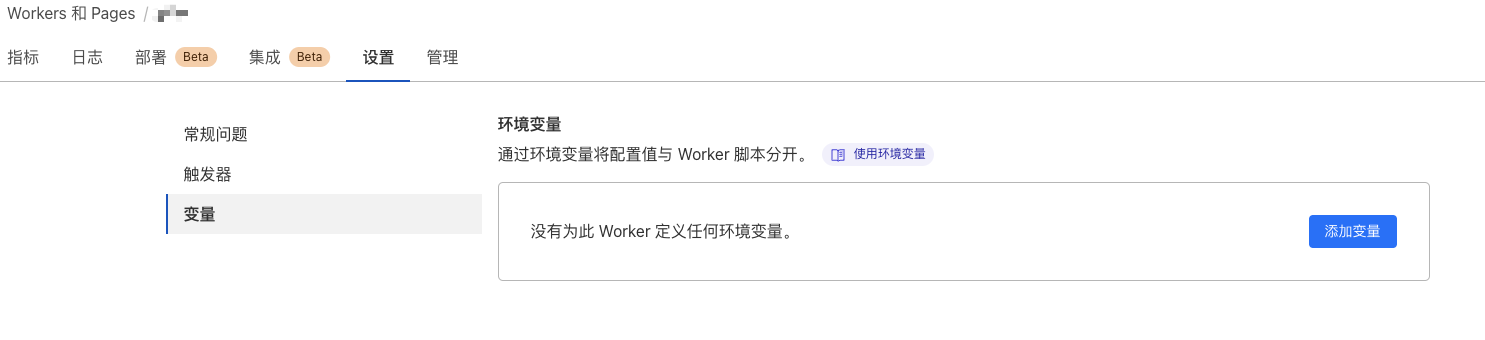 Workers 和 Pages /
指标 日志 部署 Beta 集成 Beta 设置 管理
常规问题
触发器
变量
环境变量
通过环境变量将配置值与 Worker 脚本分开。 使用环境变量
没有为此 Worker 定义任何环境变量。 添加变量